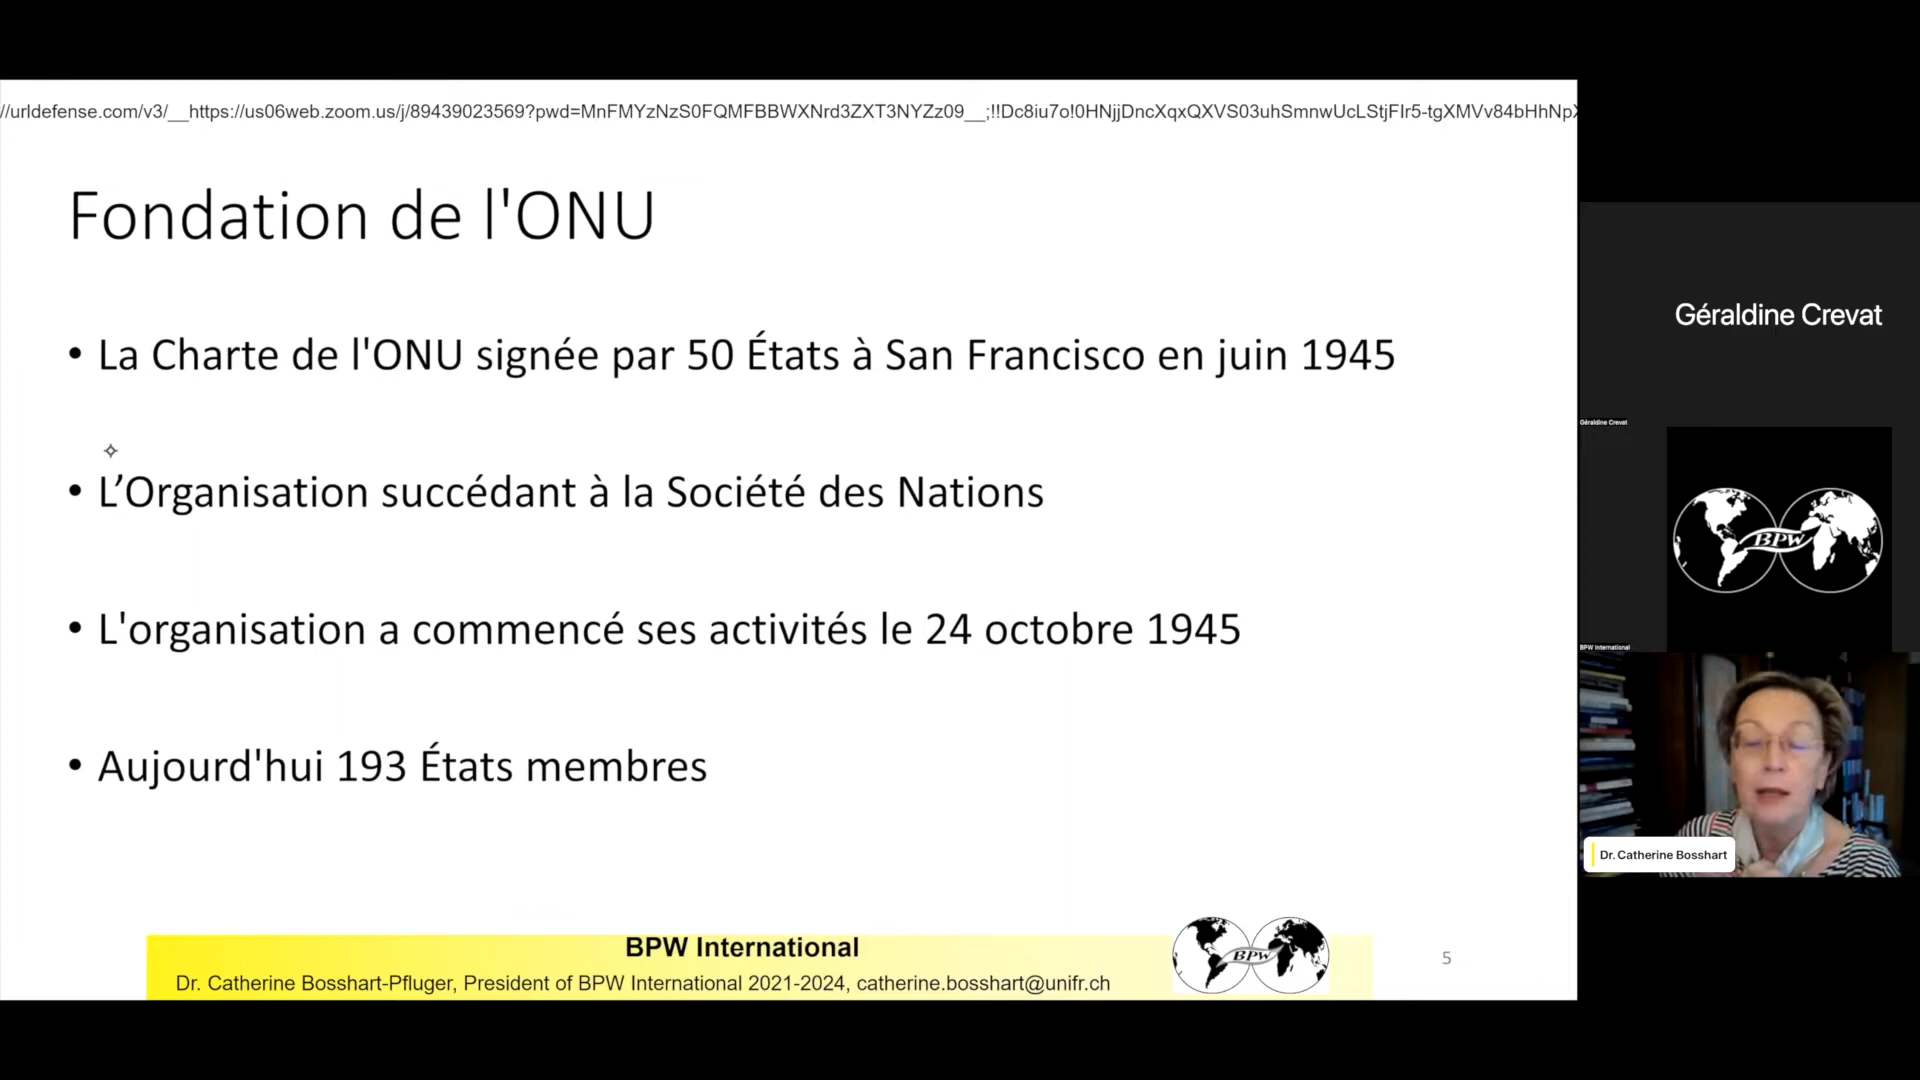 //urldefense.com/v3/__https://us06web.zoom.us/j/89439023569?pwd=MnFMYzNzS0FQMFBBWXNrd3ZXT3NYZz09__;!!Dc8iu7o!0HNjjDncXqxQXVS03uhSmnwUcLStjFIr5-tgXMVv84bHhNpX
Fondation de l'ONU
• La Charte de l'ONU signée par 50 États à San Francisco en juin 1945
• L’Organisation succédant à la Société des Nations
• L'organisation a commencé ses activités le 24 octobre 1945
• Aujourd'hui 193 États membres
BPW International
Dr. Catherine Bosshart-Pfluger, President of BPW International 2021-2024, catherine.bosshart@unifr.ch
BPW
5
Géraldine Crevat
Géraldine Crevat
BPW
BPW International
Dr. Catherine Bosshart